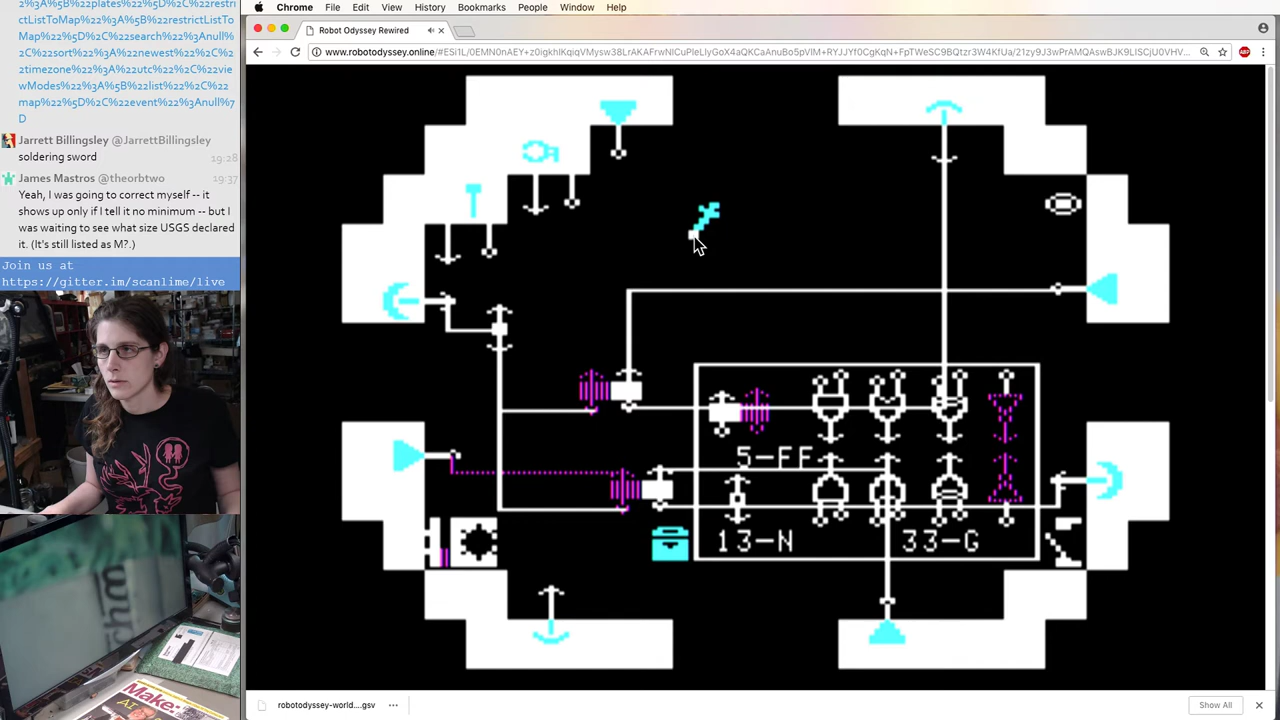 Chrome File Edit View History Bookmarks People Window Help
Robot Odyssey Rewired
2%3A%5B%22plates%22%2C%22restri
ctListToMap%22%3A%5B%22restrictListTo
Map%22%2C%22search%22%3Anull%
2C%22sort%22%3A%22newest%22%2C%2
2timezone%22%3A%22utc%22%2C%22vie
wModes%22%3A%5B%22list%22%2C%22
map%22%5D%2C%22event%22%3Anull%7
D
Jarrett Billingsley @JarrettBillingsley
soldering sword
19:28
James Mastros @theorbtwo
19:37
Yeah, I was going to correct myself -- it
shows up only if I tell it no minimum -- but I
was waiting to see what size USGS declared
it. (It's still listed as M?.)
Join us at
https://gitter.im/scanlime/live
5-FF
13-N 33-G
Make:
robotodyssey-world....gsv
Show All